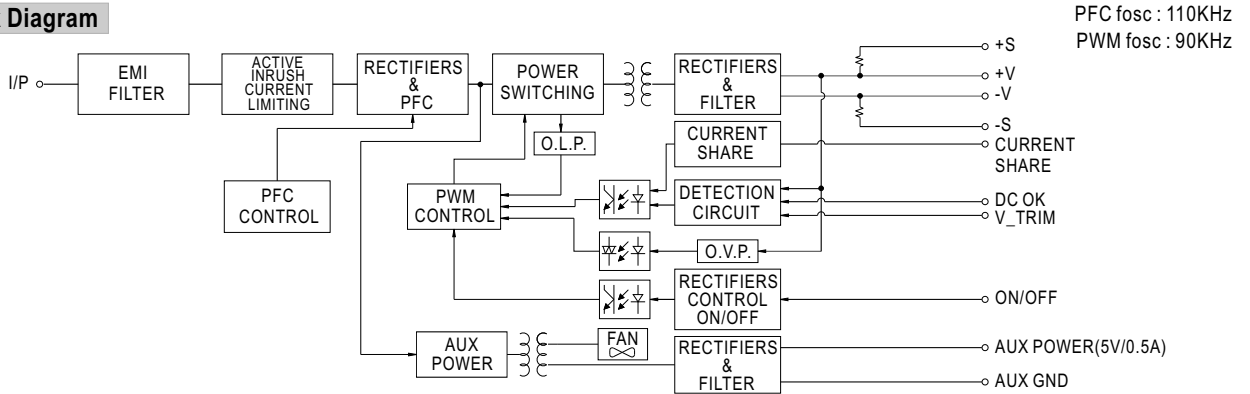 Diagram
PFC fosc : 110KHz
PWM fosc : 90KHz
I/P
EMI
FILTER
ACTIVE
INRUSH
CURRENT
LIMITING
RECTIFIERS
&
PFC
POWER
SWITCHING
RECTIFIERS
&
FILTER
+S
+V
-V
-S
CURRENT
SHARE
O.L.P.
CURRENT
SHARE
PFC
CONTROL
PWM
CONTROL
DETECTION
CIRCUIT
DC OK
V_TRIM
O.V.P.
RECTIFIERS
CONTROL
ON/OFF
ON/OFF
AUX
POWER
FAN
RECTIFIERS
&
FILTER
AUX POWER(5V/0.5A)
AUX GND